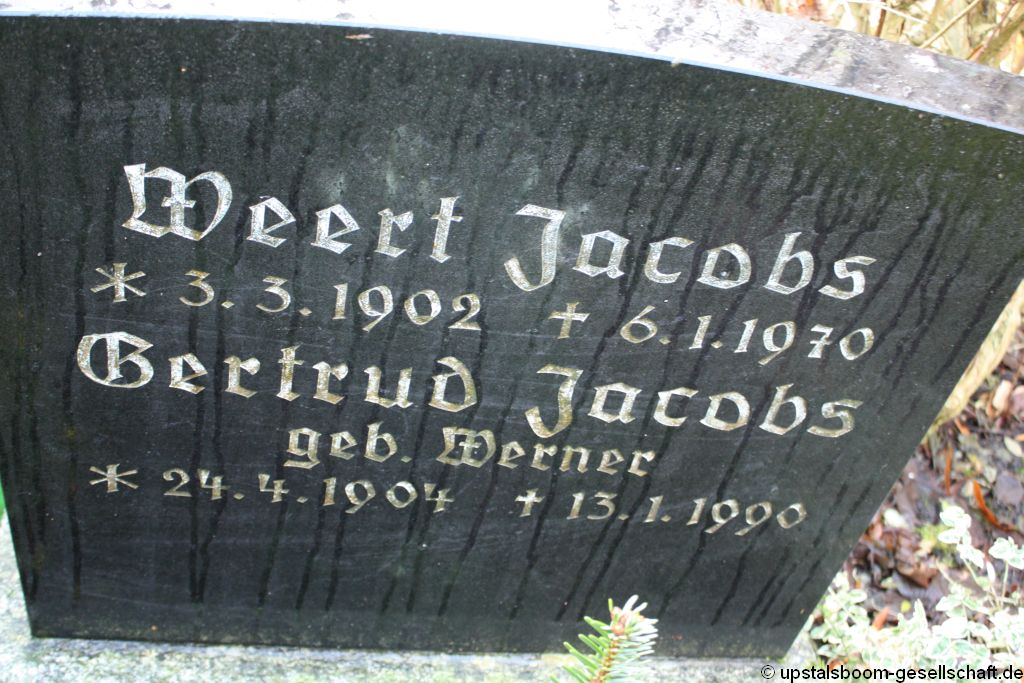 Weert Jacobs
* 3. 3. 1902 + 6. 1. 1970
Gertrud Jacobs
geb. Werner
* 24. 4. 1904 + 13. 1. 1990
© upstalsboom-gesellschaft.de